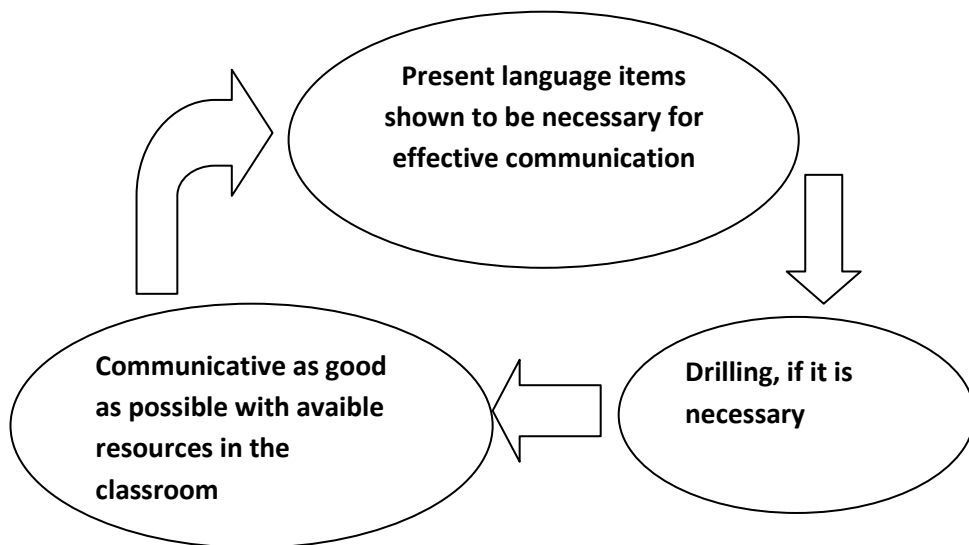 Present language items
shown to be necessary for
effective communication
Drilling, if it is
necessary
Communicative as good
as possible with avaible
resources in the
classroom